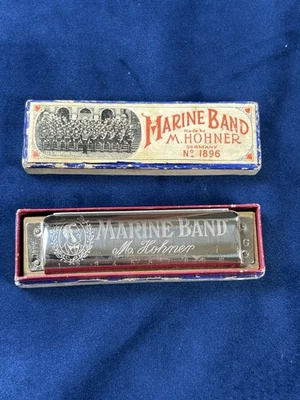 MARINE BAND
made by
M. HOHNER
GERMANY
No 1896
MARINE BAND
M. Hohner